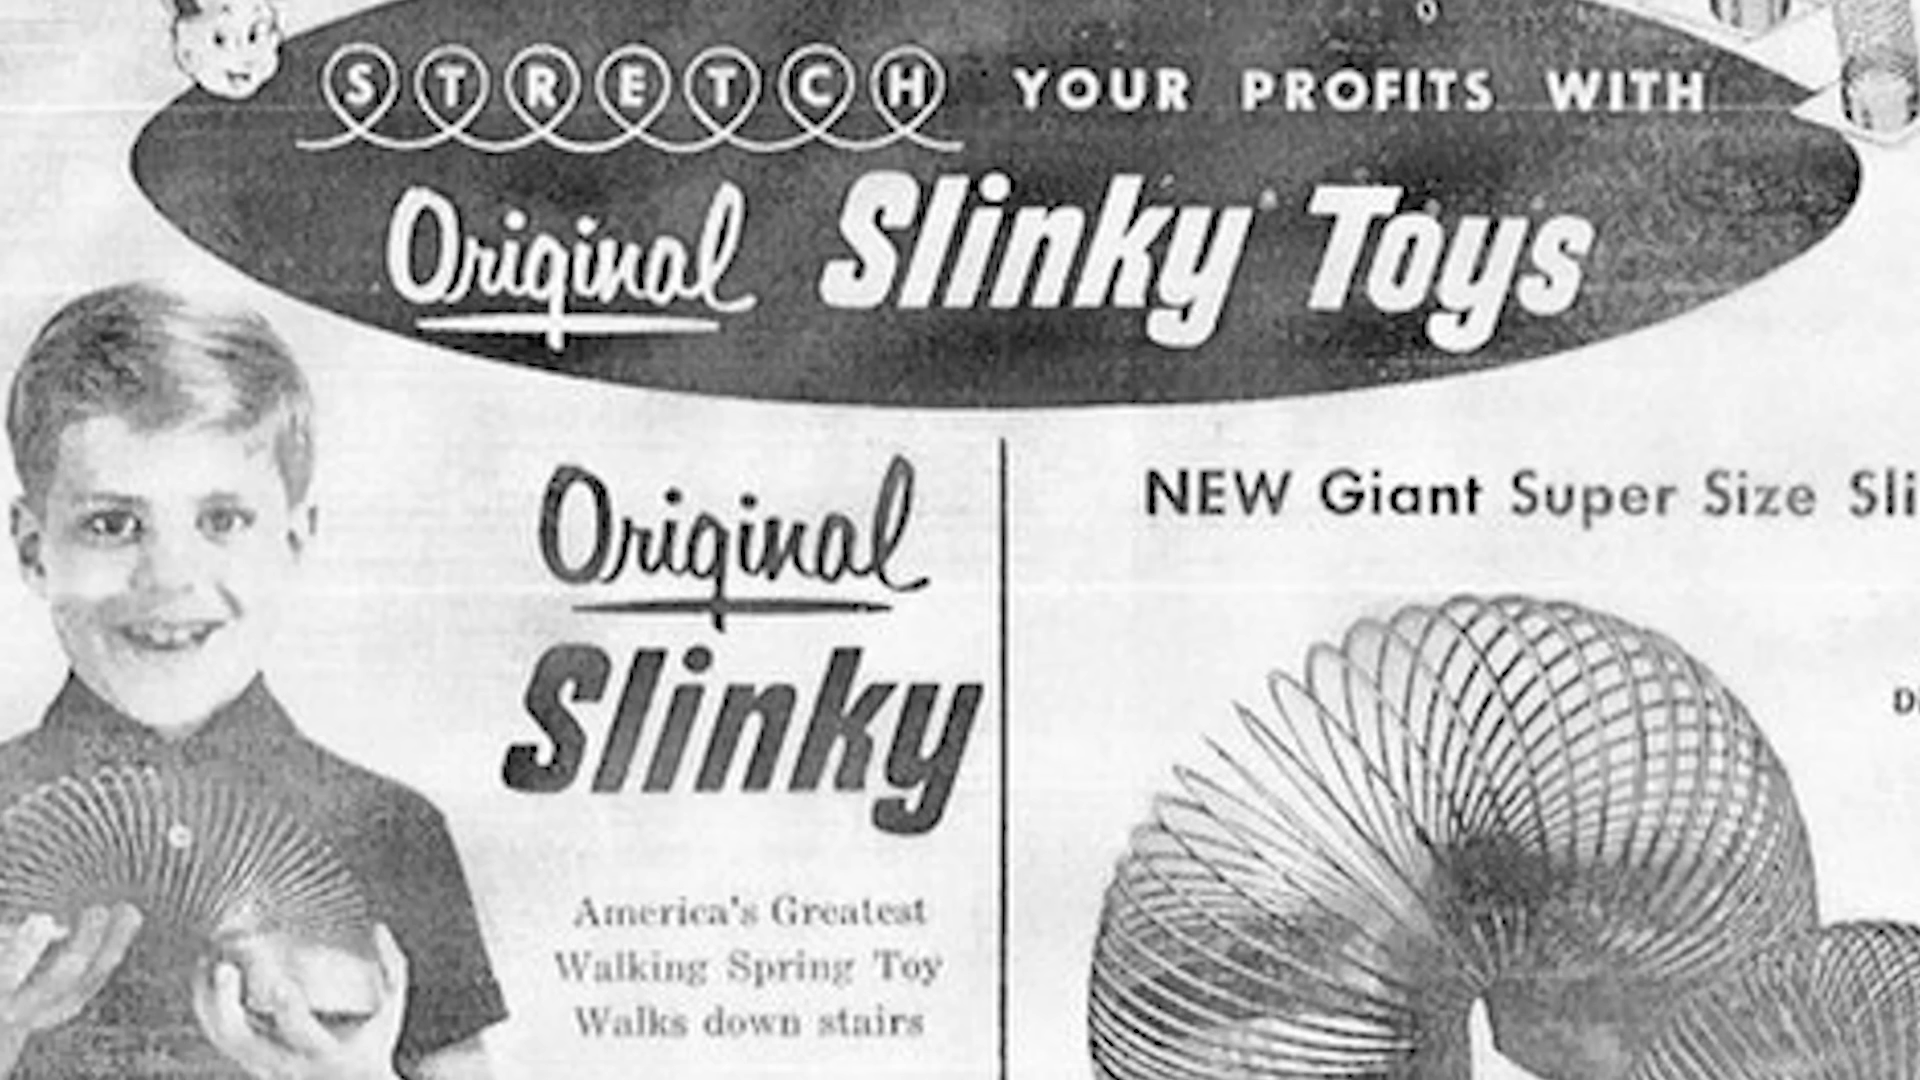 STRETCH YOUR PROFITS WITH
Original Slinky Toys
Original
Slinky
America's Greatest
Walking Spring Toy
Walks down stairs
NEW Giant Super Size Sli
D